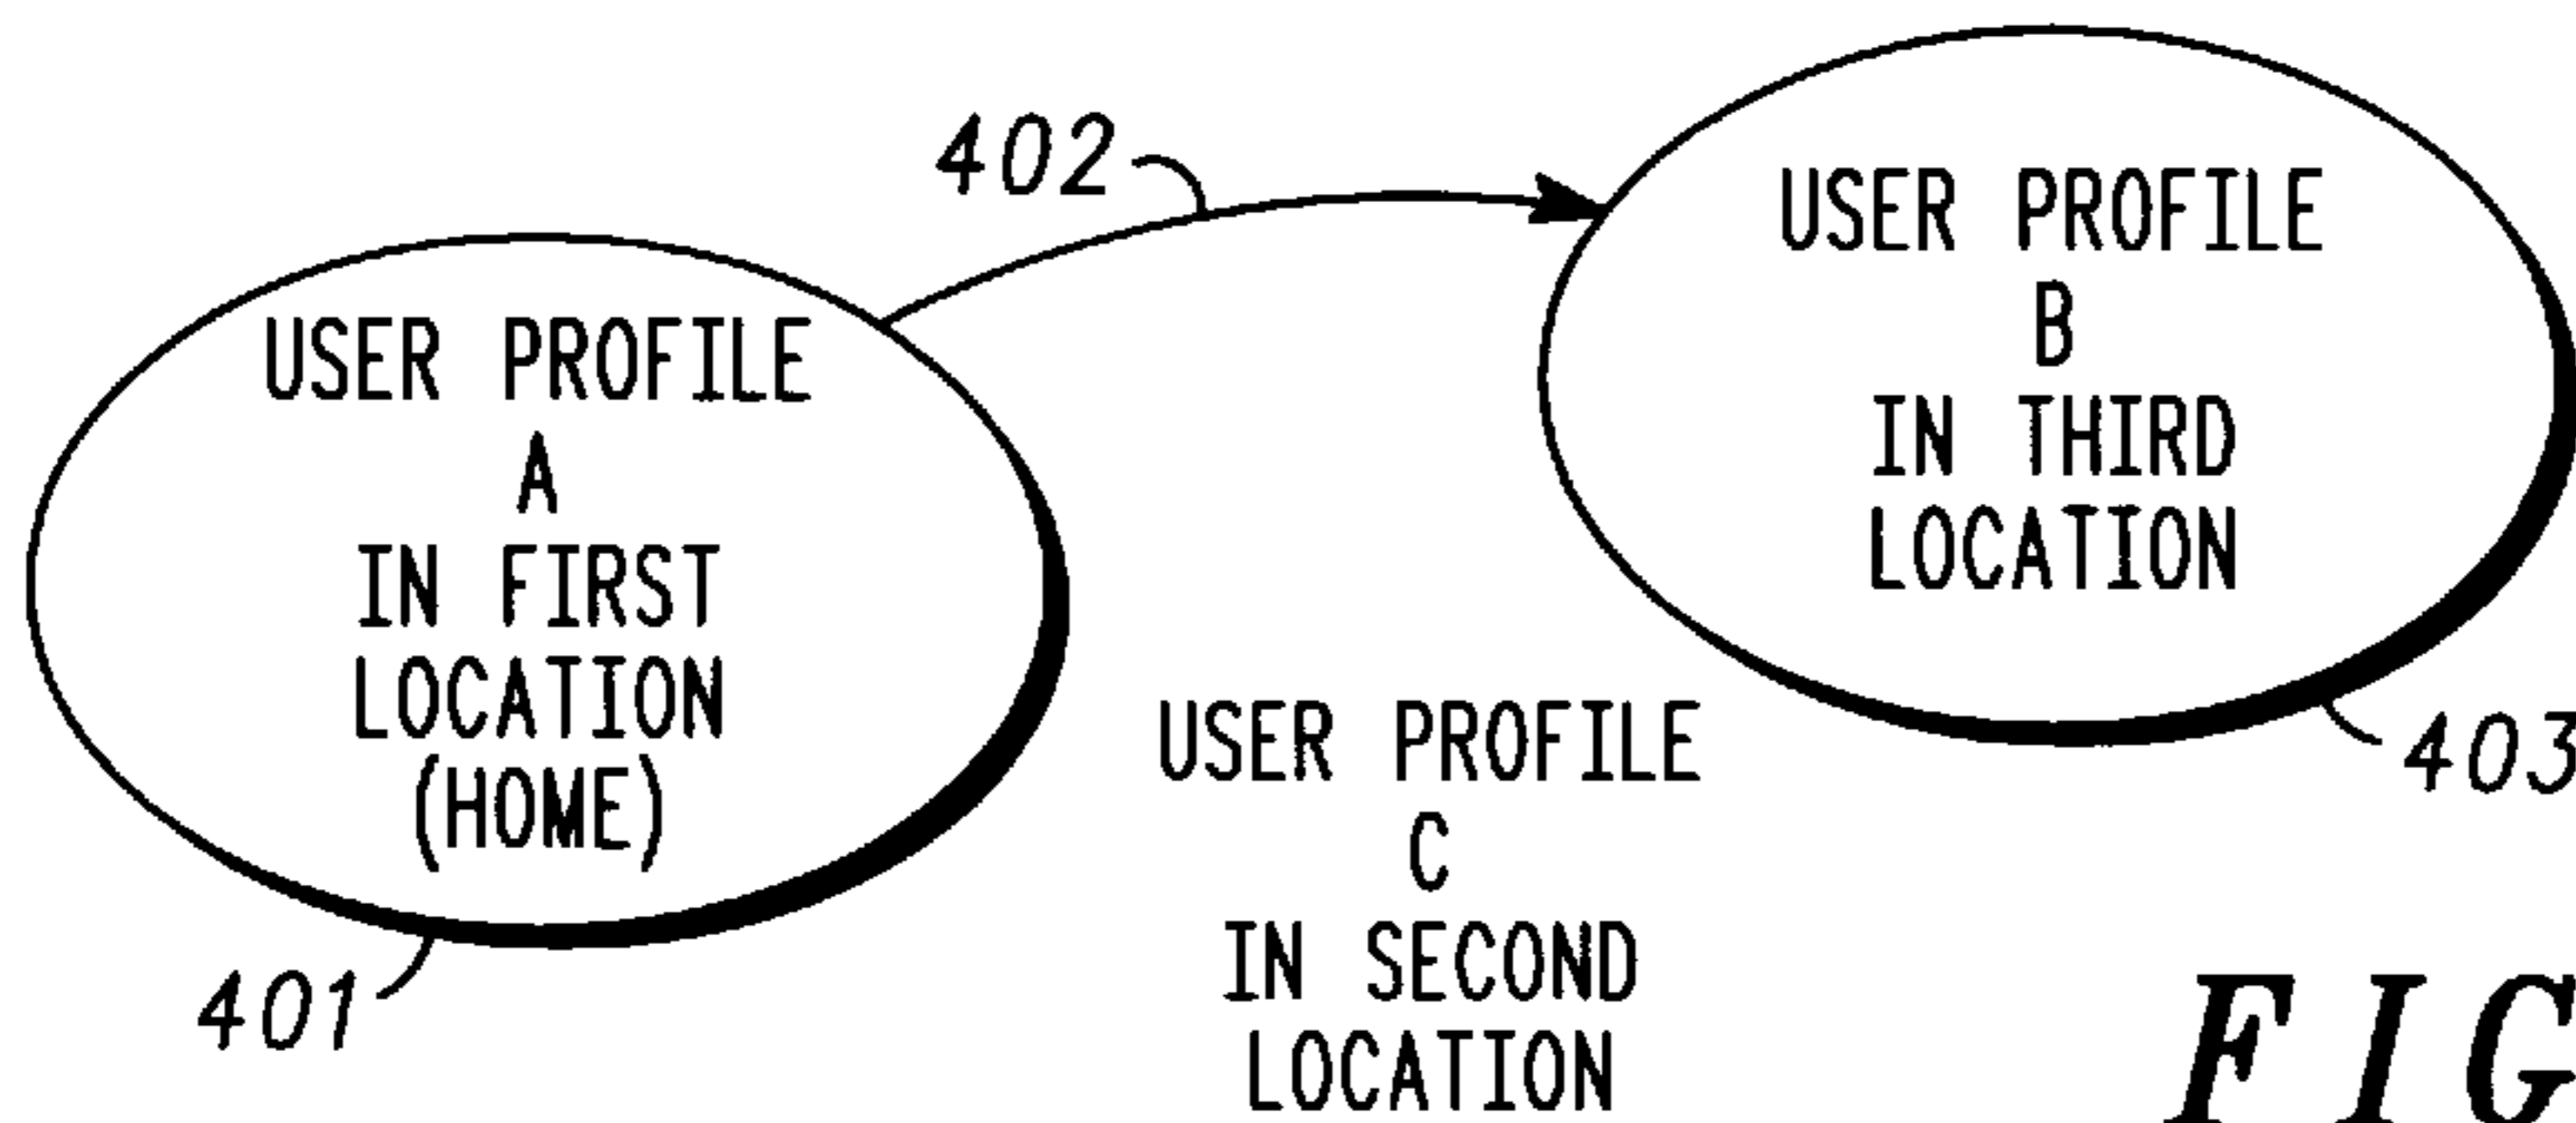 402
USER PROFILE
A
IN FIRST
LOCATION
(HOME)
401
USER PROFILE
B
IN THIRD
LOCATION
403
USER PROFILE
C
IN SECOND
LOCATION
FIG